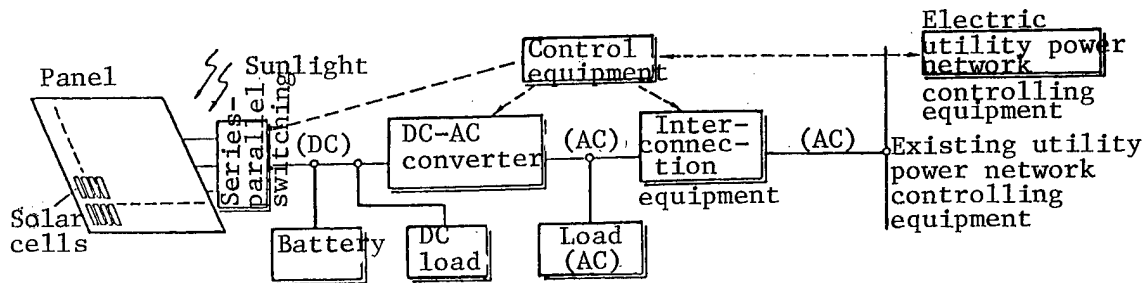 Panel
Sunlight
Solar
cells
Series-
parallel
switching
(DC)
Battery
DC
load
DC-AC
converter
Control
equipment
(AC)
Load
(AC)
Inter-
connec-
tion
equipment
(AC)
Electric
utility power
network
controlling
equipment
Existing utility
power network
controlling
equipment